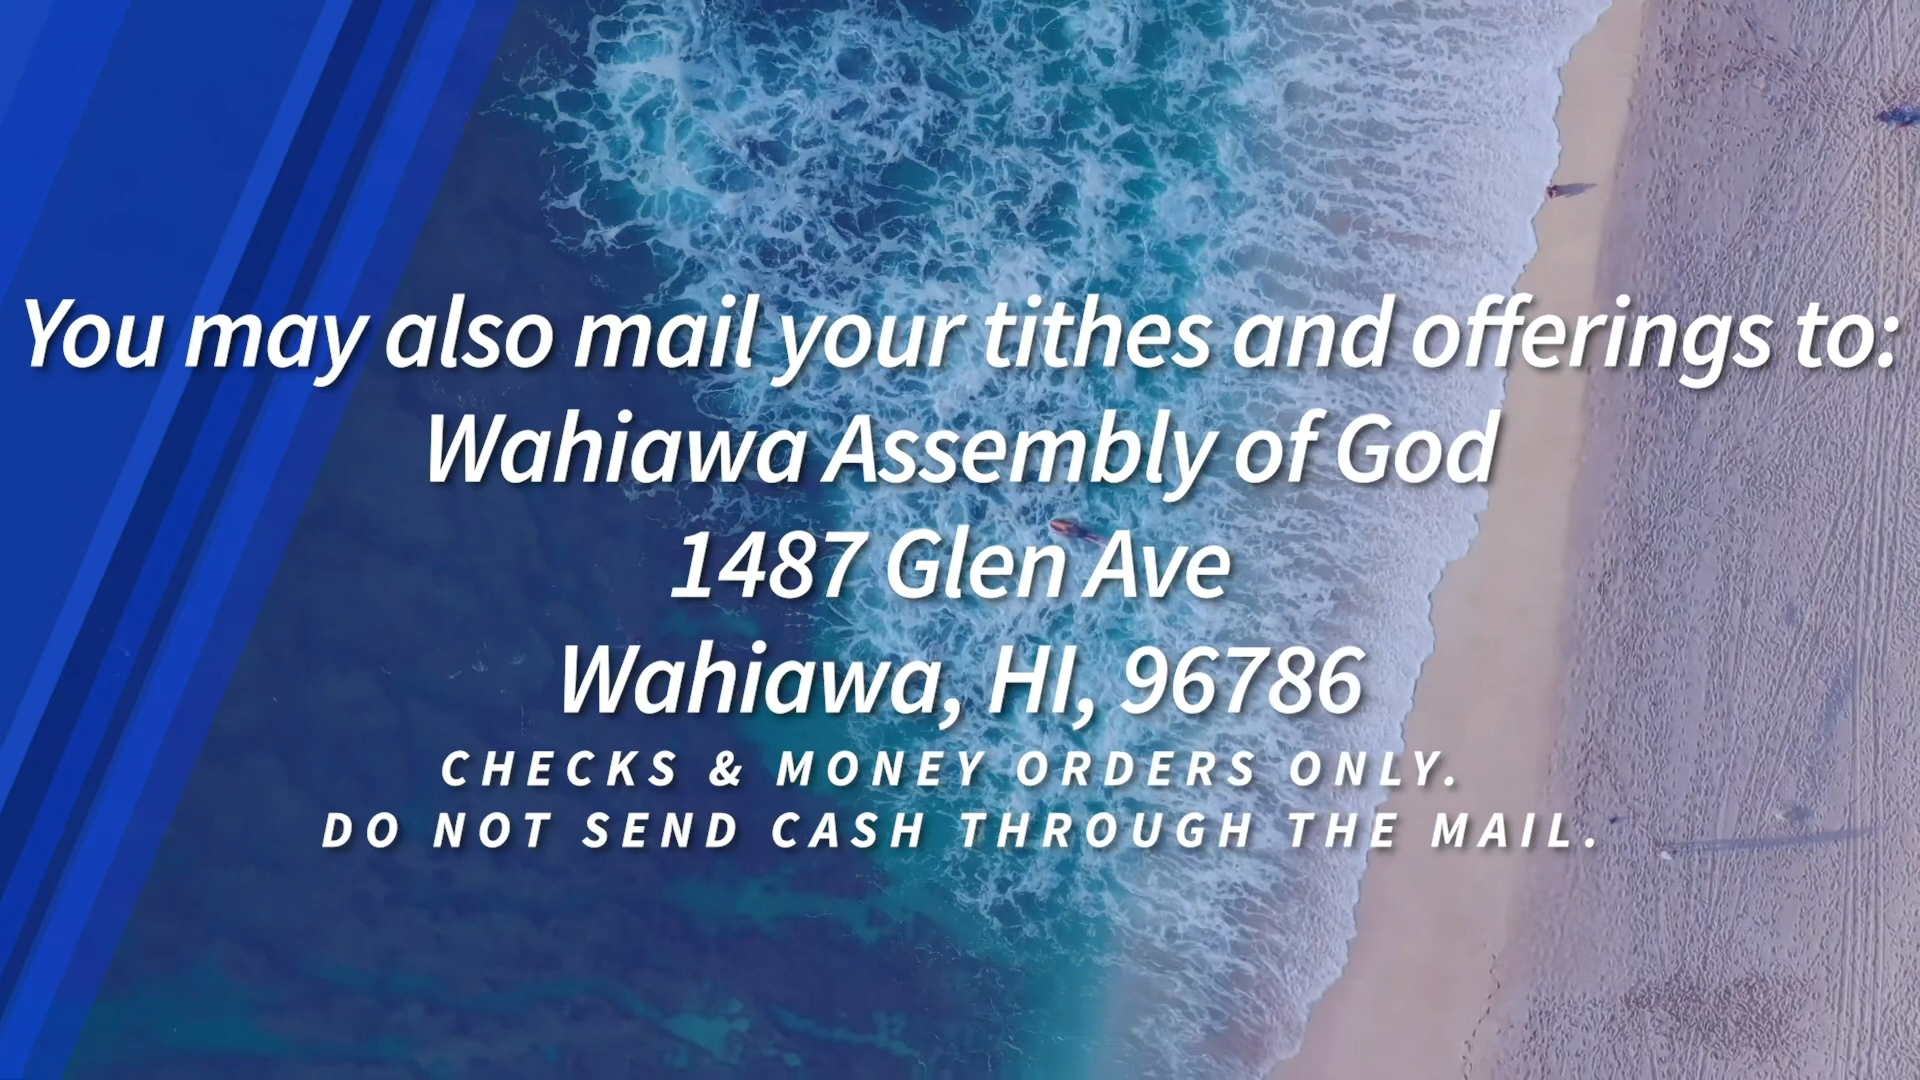 You may also mail your tithes and offerings to:
Wahiawa Assembly of God
1487 Glen Ave
Wahiawa, HI, 96786
CHECKS & MONEY ORDERS ONLY.
DO NOT SEND CASH THROUGH THE MAIL.